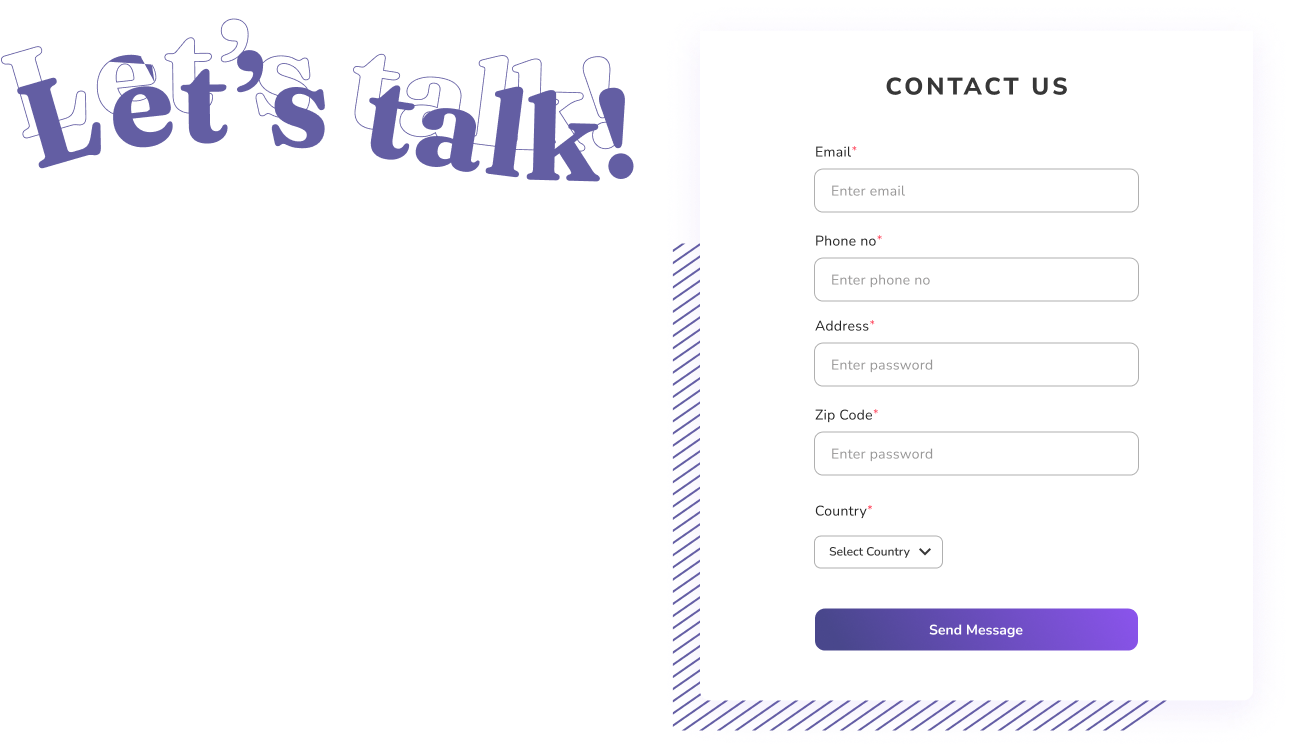 Let's talk!
CONTACT US
Email*
Enter email
Phone no*
Enter phone no
Address*
Enter password
Zip Code*
Enter password
Country*
Select Country
Send Message